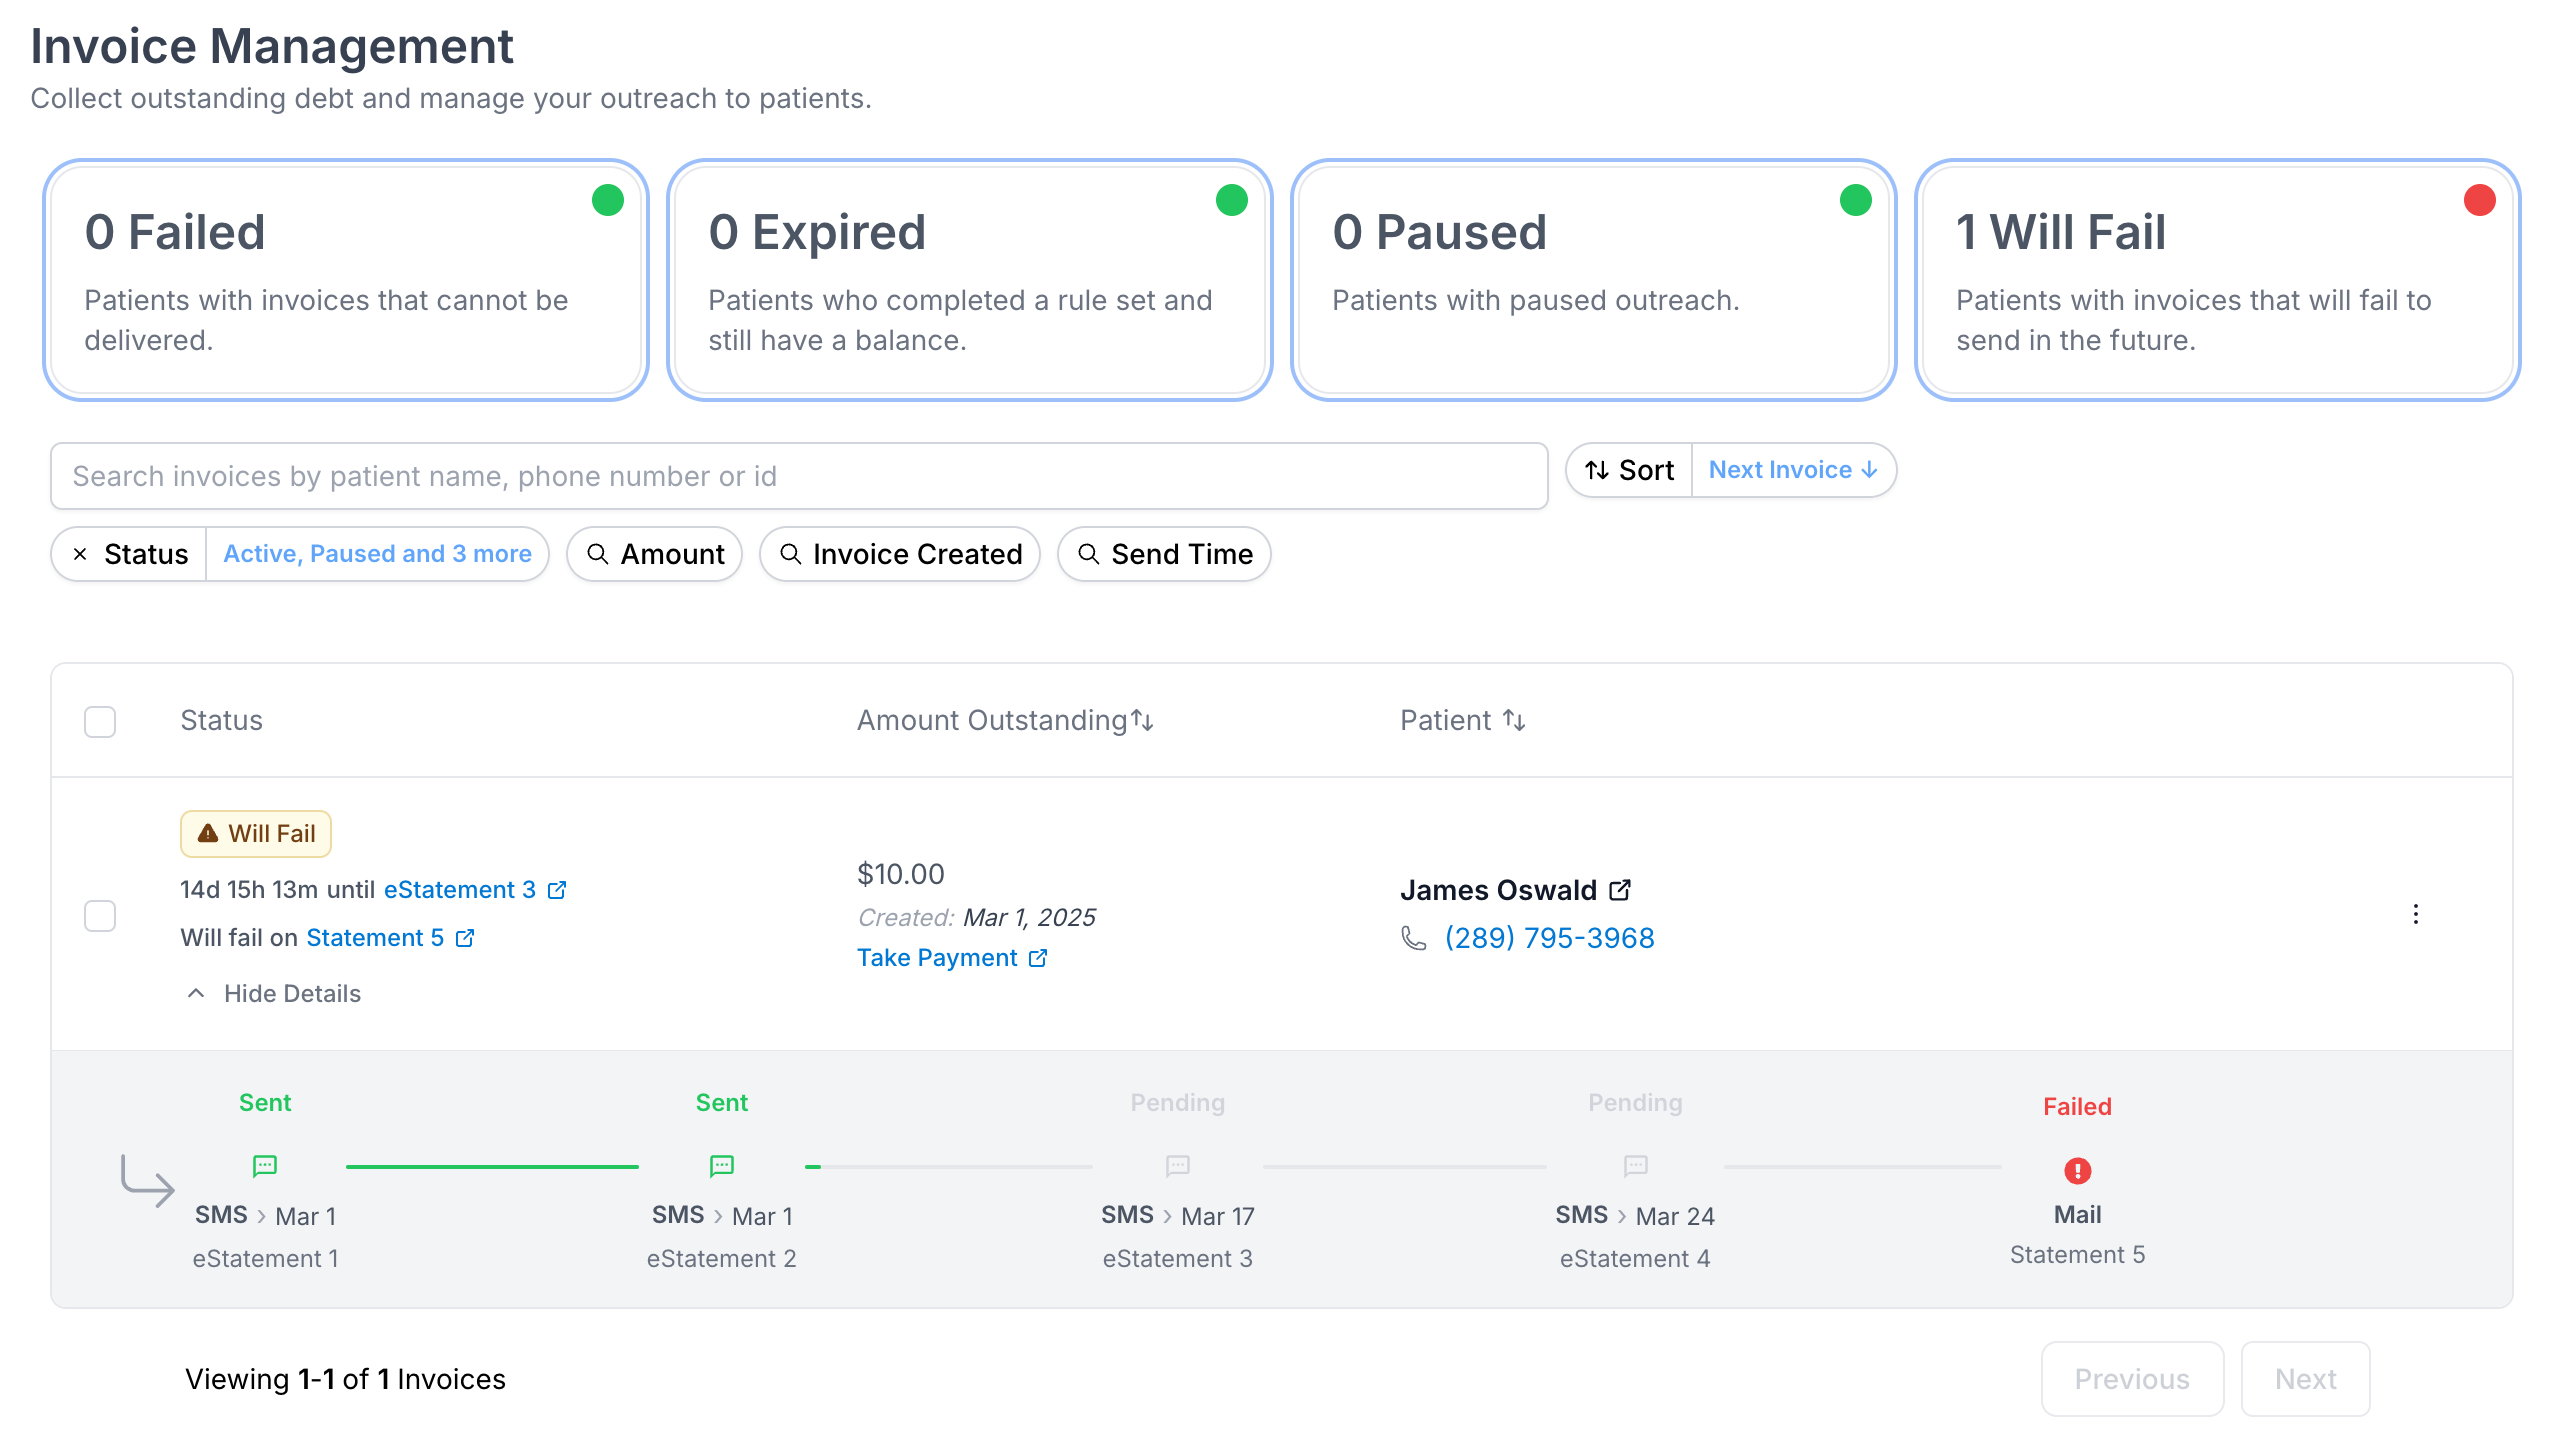 Invoice Management
Collect outstanding debt and manage your outreach to patients.
0 Failed
Patients with invoices that cannot be
delivered.
0 Expired
Patients who completed a rule set and
still have a balance.
0 Paused
Patients with paused outreach.
1 Will Fail
Patients with invoices that will fail to
send in the future.
Search invoices by patient name, phone number or id
Sort
Next Invoice ↓
× Status
Active, Paused and 3 more
Amount
Invoice Created
Send Time
Status
Amount Outstanding
Patient
Will Fail
14d 15h 13m until eStatement 3
Will fail on Statement 5
Hide Details
$10.00
Created: Mar 1, 2025
Take Payment
James Oswald
(289) 795-3968
Sent
SMS > Mar 1
eStatement 1
Sent
SMS > Mar 1
eStatement 2
Pending
SMS > Mar 17
eStatement 3
Pending
SMS > Mar 24
eStatement 4
Failed
Mail
Statement 5
Viewing 1-1 of 1 Invoices
Previous
Next